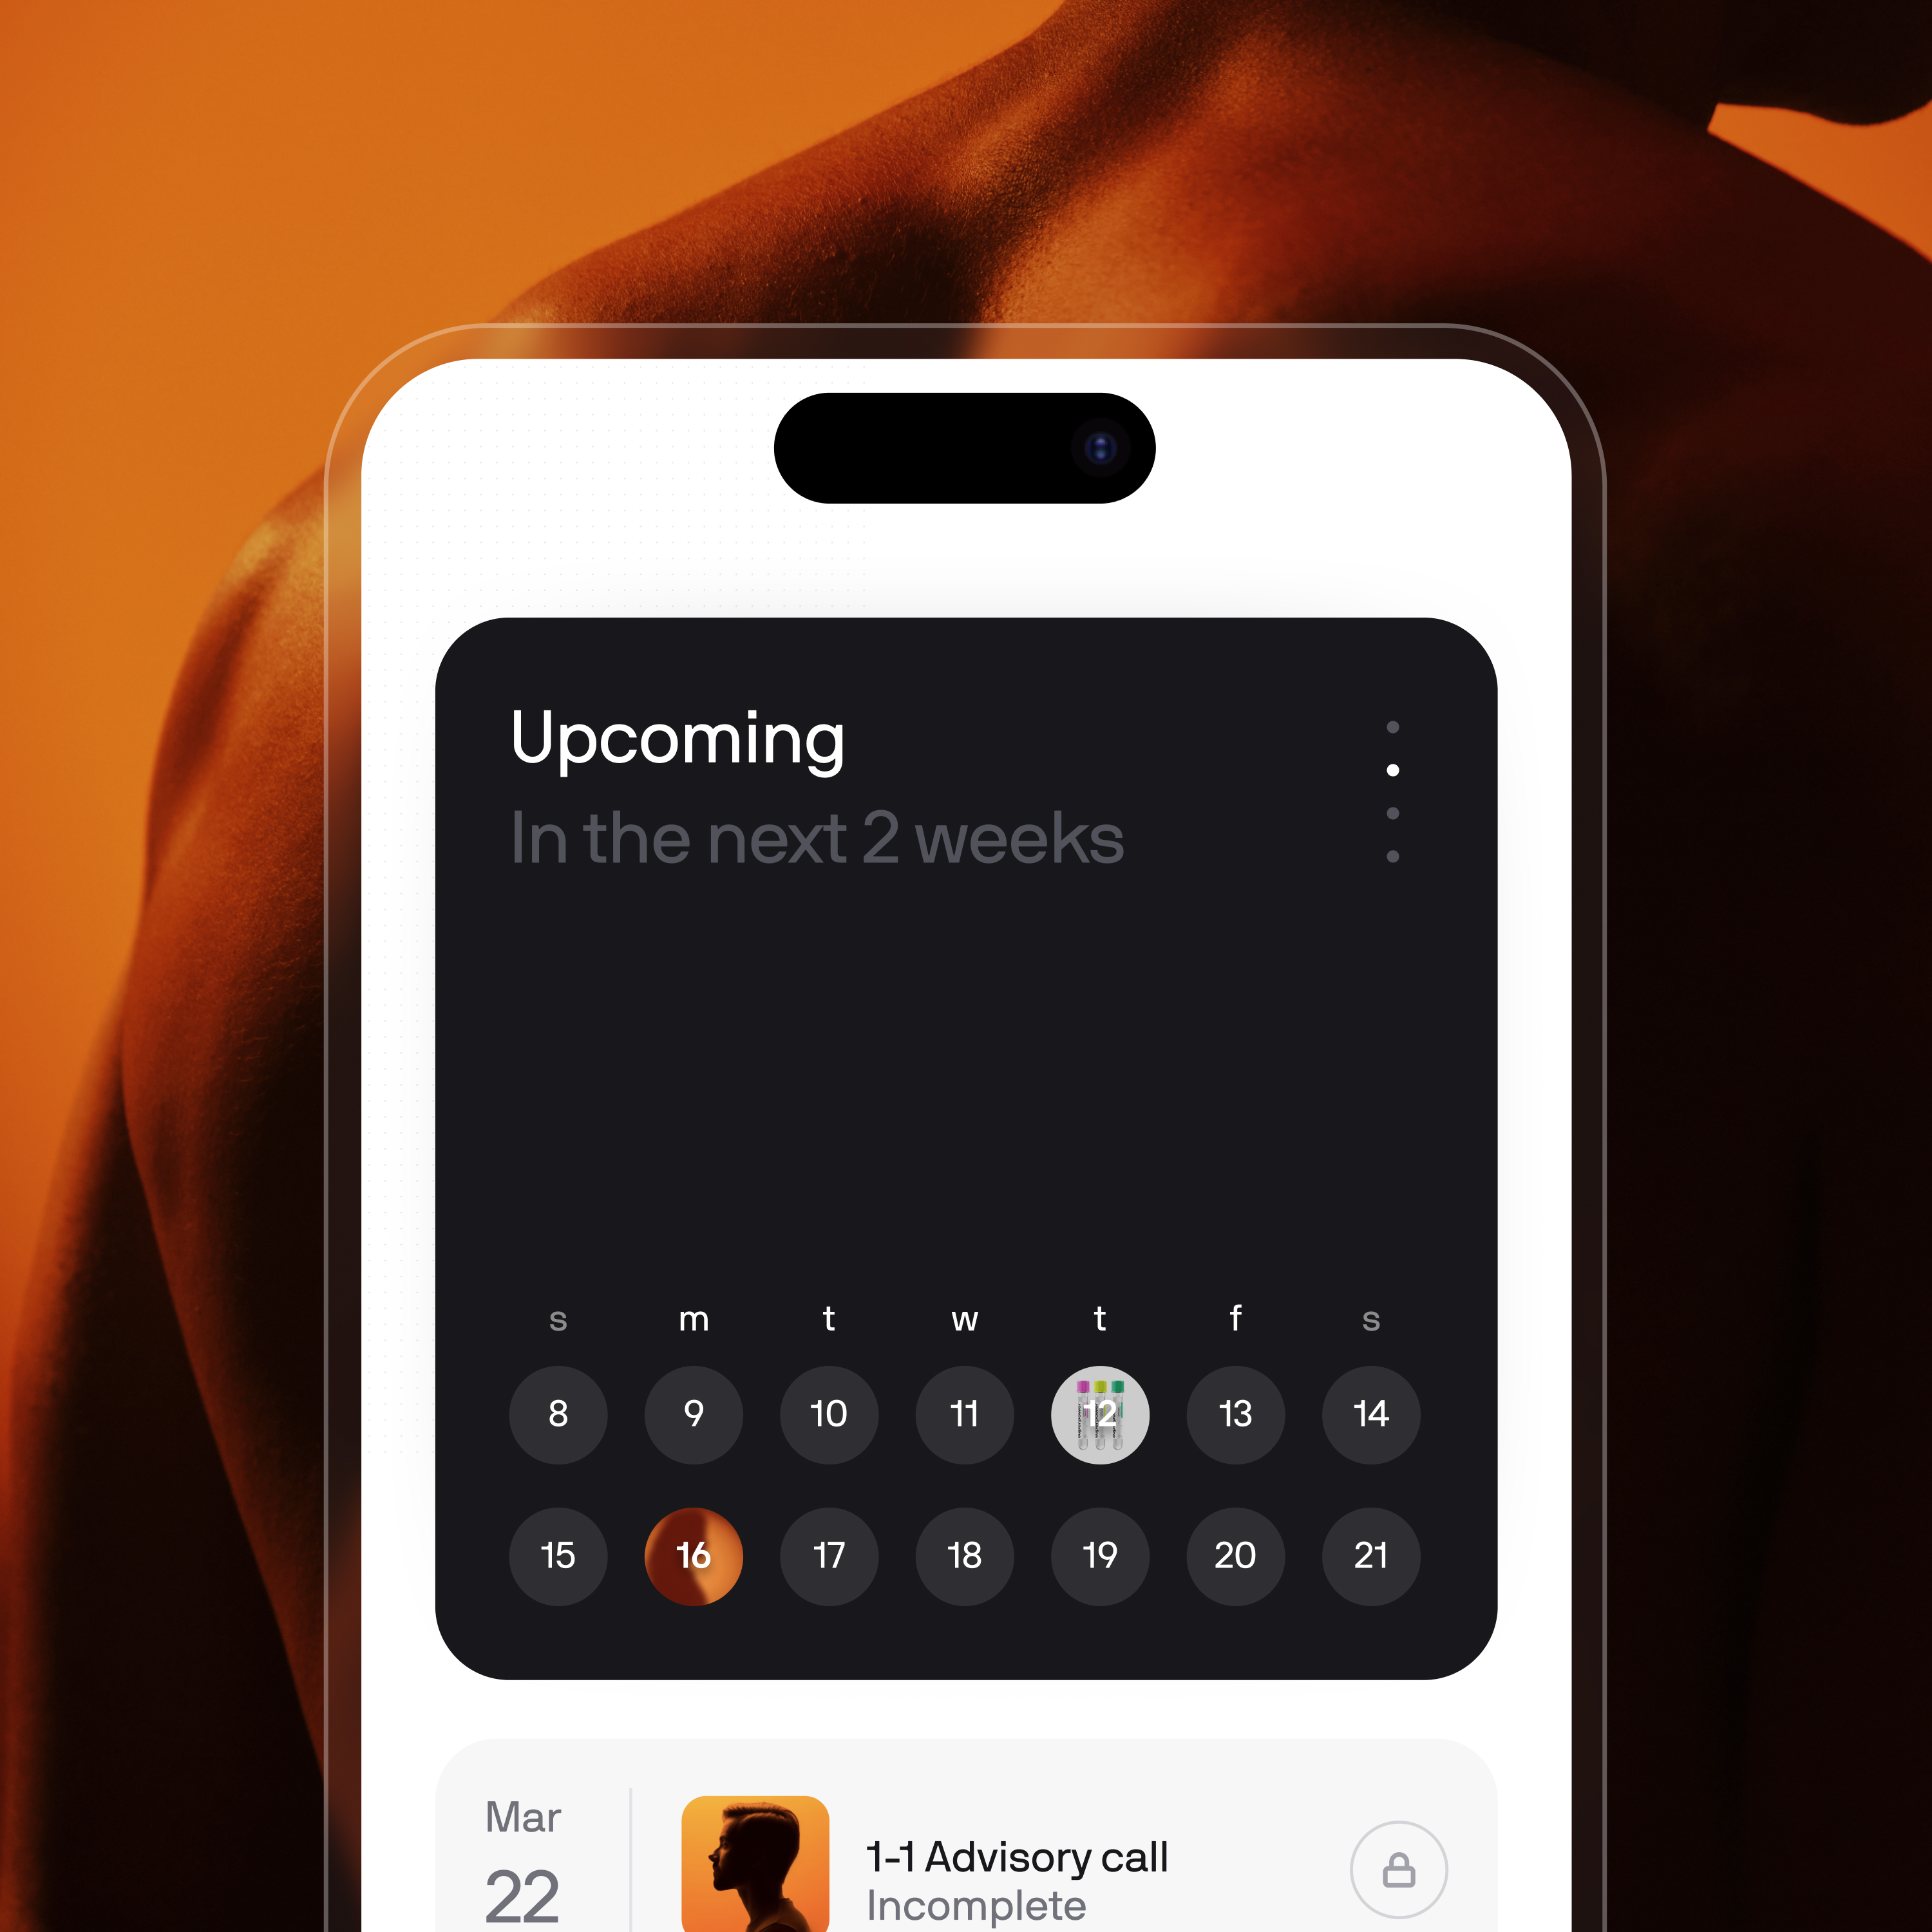 Upcoming
In the next 2 weeks
s m t w t f s
8 9 10 11 12 13 14
15 16 17 18 19 20 21
Mar
22
1-1 Advisory call
Incomplete